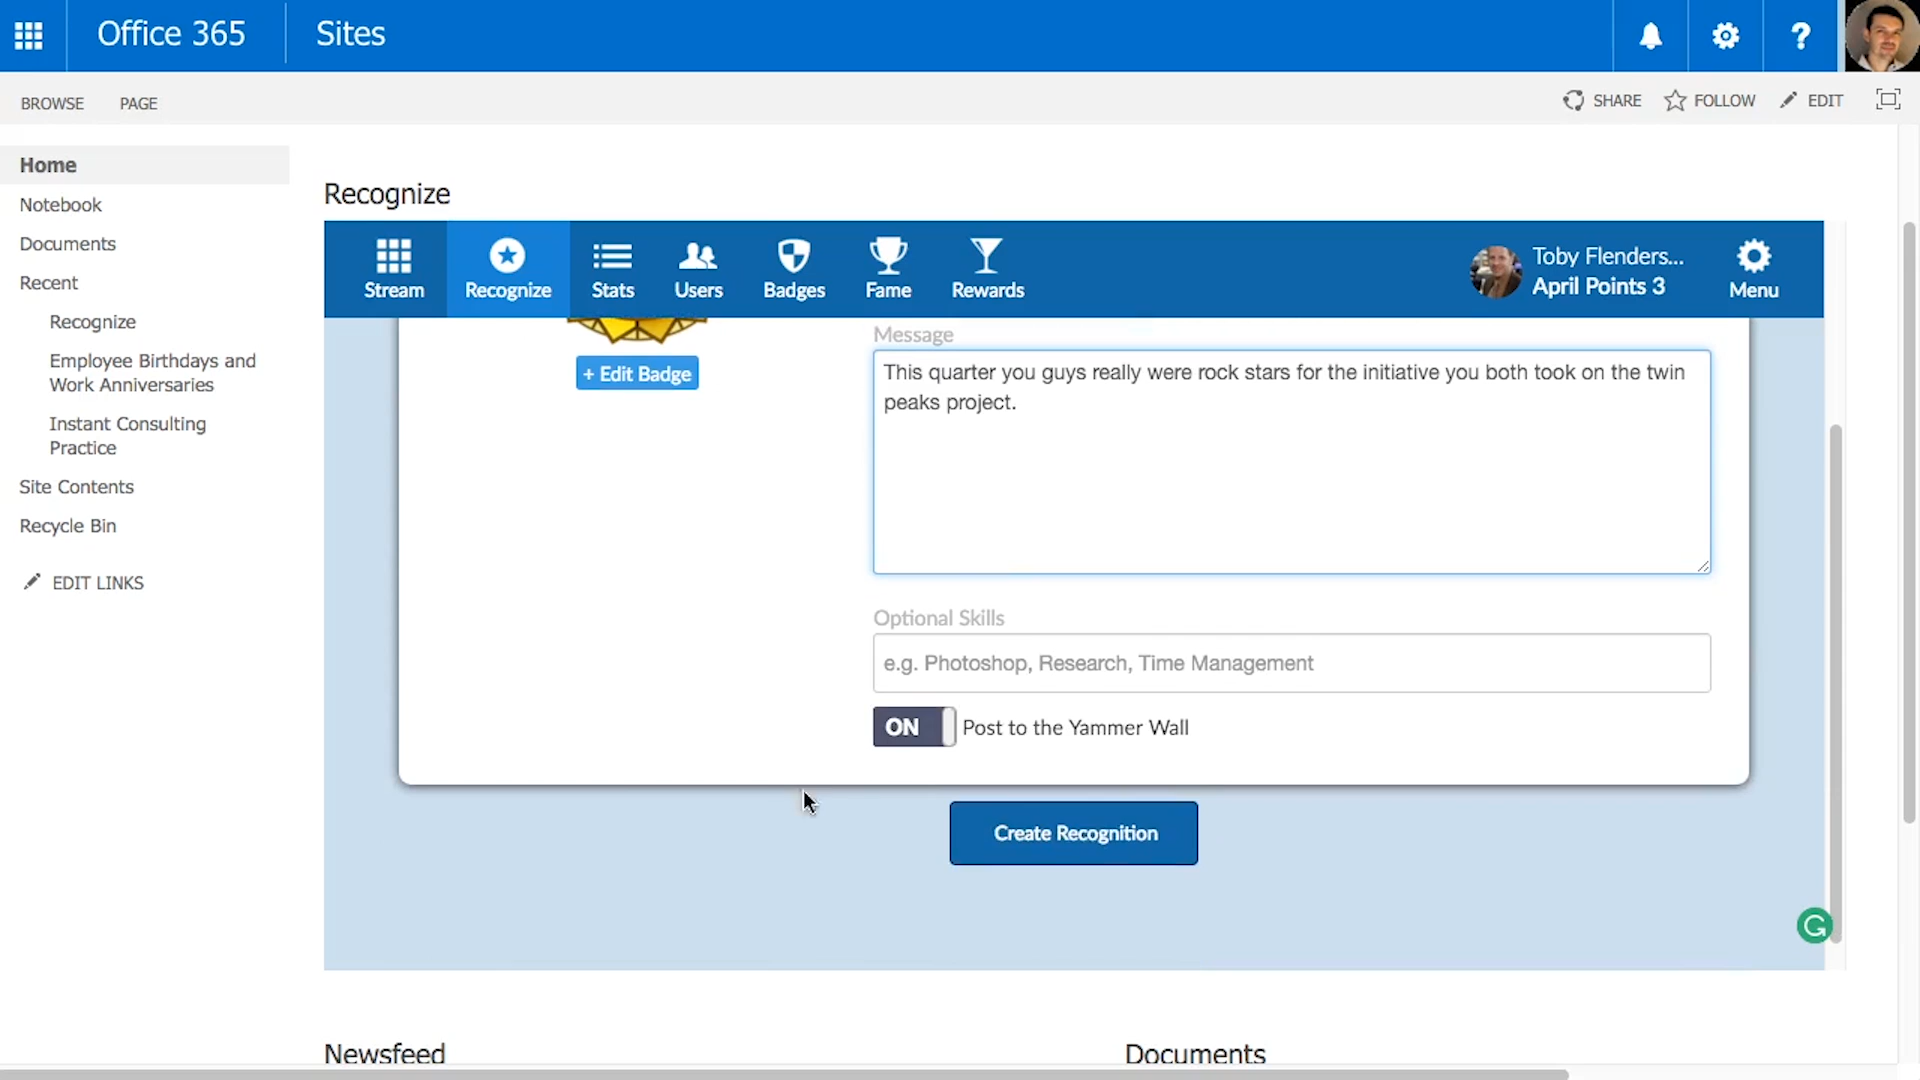 Office 365
Sites
?
BROWSE
PAGE
SHARE
FOLLOW
EDIT
Home
Notebook
Documents
Recent
Recognize
Employee Birthdays and
Work Anniversaries
Instant Consulting
Practice
Site Contents
Recycle Bin
EDIT LINKS
Recognize
Stream
Recognize
Stats
Users
Badges
Fame
Rewards
Toby Flenders...
April Points 3
Menu
+ Edit Badge
Message
This quarter you guys really were rock stars for the initiative you both took on the twin
peaks project.
Optional Skills
e.g. Photoshop, Research, Time Management
ON
Post to the Yammer Wall
Create Recognition
G
Newsfeed
Documents